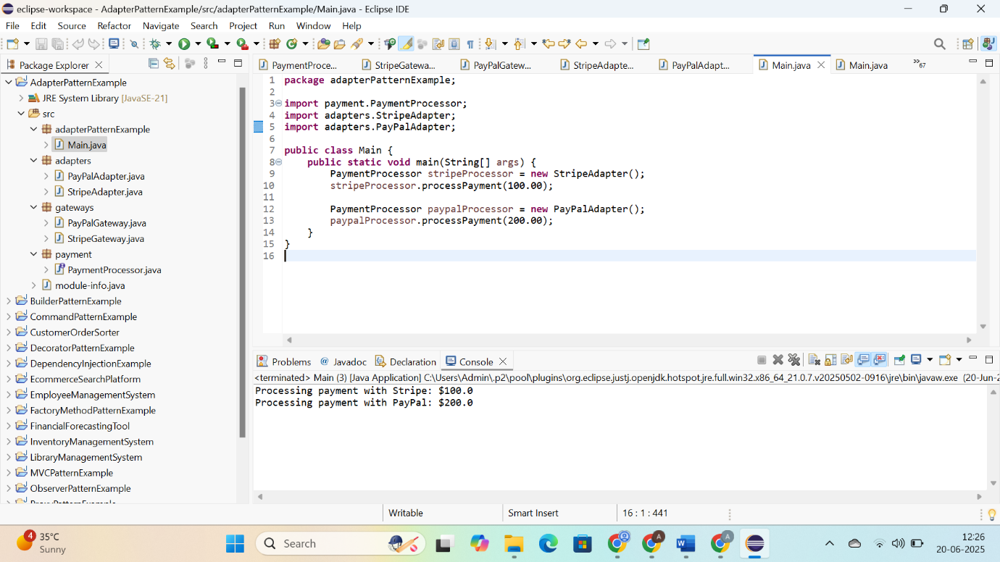 eclipse-workspace - AdapterPatternExample/src/adapterPatternExample/Main.java - Eclipse IDE
File Edit Source Refactor Navigate Search Project Run Window Help
Package Explorer
AdapterPatternExample
JRE System Library [JavaSE-21]
src
adapterPatternExample
Main.java
adapters
PayPalAdapter.java
StripeAdapter.java
gateways
PayPalGateway.java
StripeGateway.java
payment
PaymentProcessor.java
module-info.java
BuilderPatternExample
CommandPatternExample
CustomerOrderSorter
DecoratorPatternExample
DependencyInjectionExample
EcommerceSearchPlatform
EmployeeManagementSystem
FactoryMethodPatternExample
FinancialForecastingTool
InventoryManagementSystem
LibraryManagementSystem
MVCPatternExample
ObserverPatternExample
PaymentProce... StripeGatewa... PayPalGatew... StripeAdapte... PayPalAdapt... Main.java Main.java 67
1 package adapterPatternExample;
2
3 import payment.PaymentProcessor;
4 import adapters.StripeAdapter;
5 import adapters.PayPalAdapter;
6
7 public class Main {
8 public static void main(String[] args) {
9 PaymentProcessor stripeProcessor = new StripeAdapter();
10 stripeProcessor.processPayment(100.00);
11
12 PaymentProcessor paypalProcessor = new PayPalAdapter();
13 paypalProcessor.processPayment(200.00);
14 }
15 }
16
Problems Javadoc Declaration Console
<terminated> Main (3) [Java Application] C:\Users\Admin\.p2\pool\plugins\org.eclipse.justj.openjdk.hotspot.jre.full.win32.x86_64_21.0.7.v20250502-0916\jre\bin\javaw.exe (20-Jun-2
Processing payment with Stripe: $100.0
Processing payment with PayPal: $200.0
Writable Smart Insert 16 : 1 : 441
4 35°C
Sunny
Search
12:26
20-06-2025